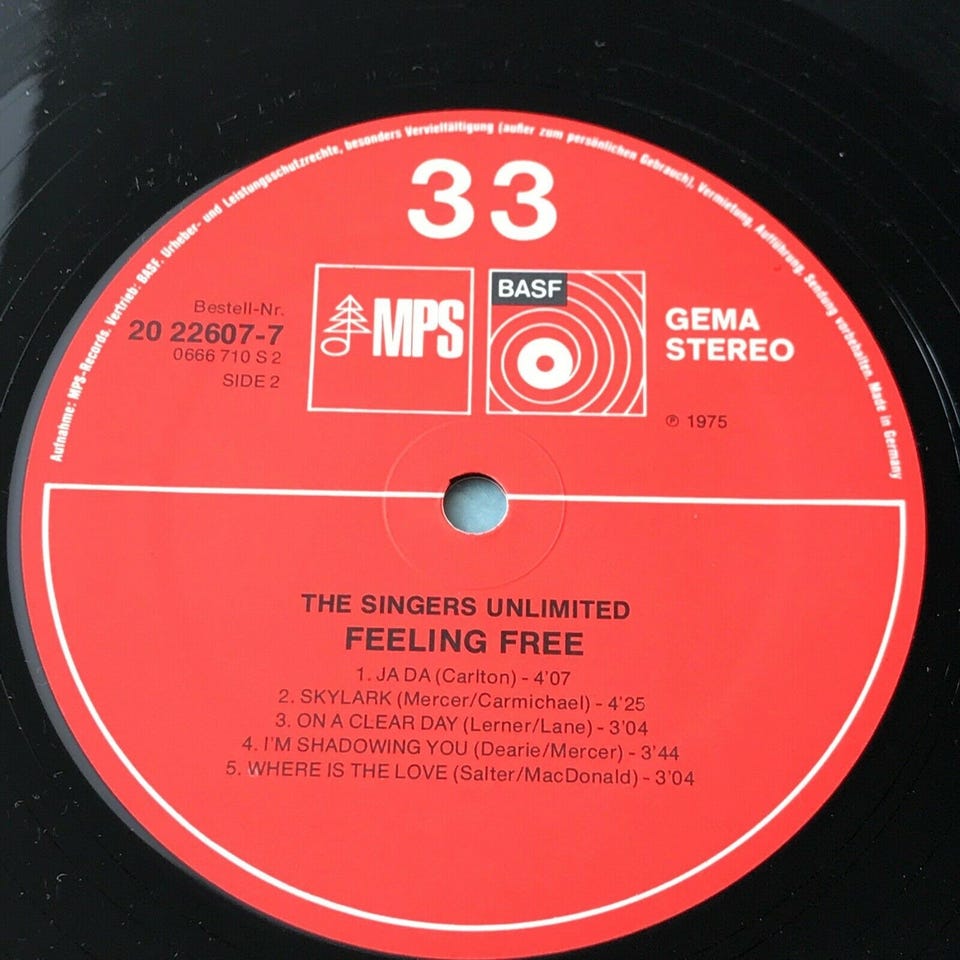 Aufnahme: MPS-Records. Vertrieb: BASF. Urheber- und Leistungsschutzrechte, besonders Vervielfältigung (außer zum persönlichen Gebrauch), Vermietung, Aufführung, Sendung vorbehalten. Made in Germany
33
Bestell-Nr.
20 22607-7
0666 710 S 2
SIDE 2
MPS
BASF
GEMA
STEREO
℗ 1975
THE SINGERS UNLIMITED
FEELING FREE
1. JA DA (Carlton) - 4'07
2. SKYLARK (Mercer/Carmichael) - 4'25
3. ON A CLEAR DAY (Lerner/Lane) - 3'04
4. I'M SHADOWING YOU (Dearie/Mercer) - 3'44
5. WHERE IS THE LOVE (Salter/MacDonald) - 3'04